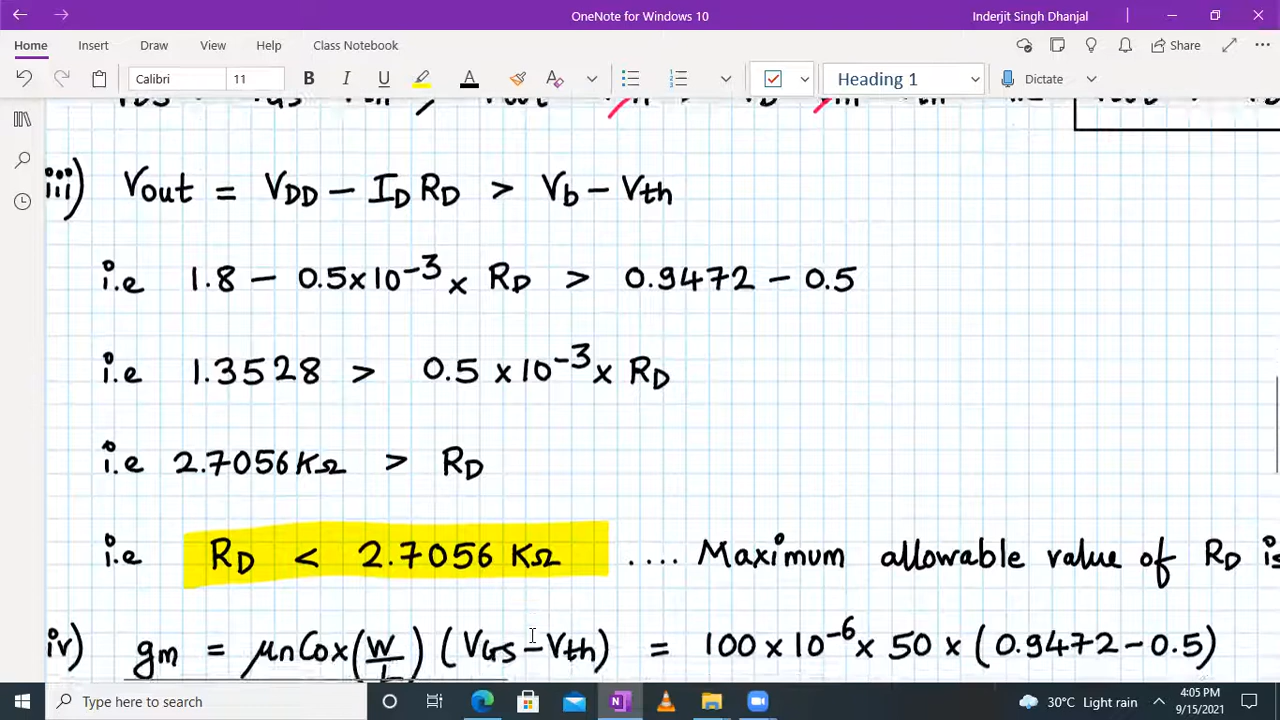 OneNote for Windows 10
Inderjit Singh Dhanjal
Home Insert Draw View Help Class Notebook
Share
Calibri 11 B I U A Heading 1 Dictate
iii) Vout = VDD - ID RD > Vb - Vth
i.e 1.8 - 0.5x10-3 x RD > 0.9472 - 0.5
i.e 1.3528 > 0.5 x10-3 x RD
i.e 2.7056 KΩ > RD
i.e RD < 2.7056 KΩ .... Maximum allowable value of RD is
iv) gm = μnCox(W/L) (VGS-Vth) = 100 x 10-6 x 50 x (0.9472-0.5)
Type here to search
30°C Light rain
4:05 PM
9/15/2021